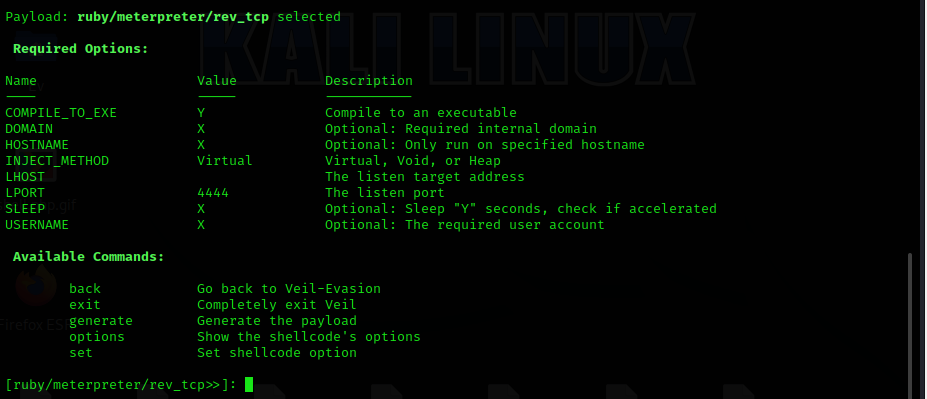 KALI LINUX
Payload: ruby/meterpreter/rev_tcp selected
Required Options:
Name Value Description
COMPILE_TO_EXE Y Compile to an executable
DOMAIN X Optional: Required internal domain
HOSTNAME X Optional: Only run on specified hostname
INJECT_METHOD Virtual Virtual, Void, or Heap
LHOST The listen target address
LPORT 4444 The listen port
SLEEP X Optional: Sleep "Y" seconds, check if accelerated
USERNAME X Optional: The required user account
Available Commands:
back Go back to Veil-Evasion
exit Completely exit Veil
generate Generate the payload
Firefox
options Show the shellcode's options
set Set shellcode option
[ruby/meterpreter/rev_tcp>>]: